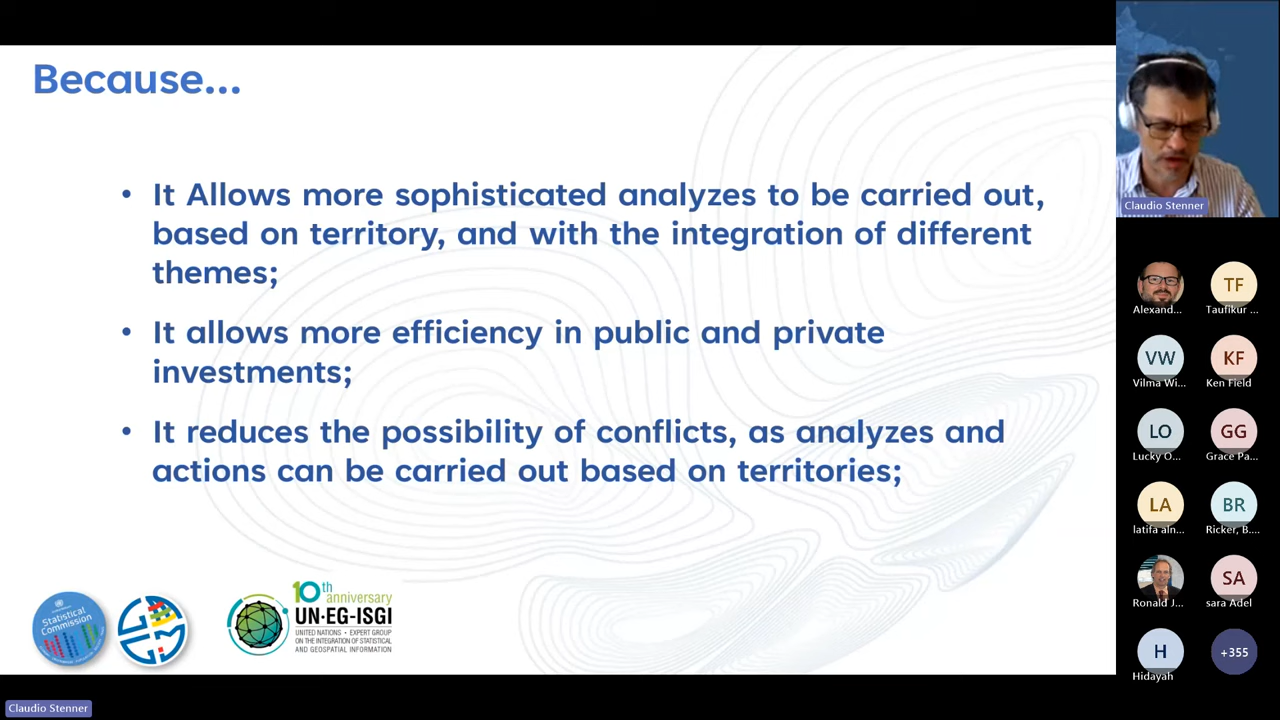 Because...
• It Allows more sophisticated analyzes to be carried out,
based on territory, and with the integration of different
themes;
• It allows more efficiency in public and private
investments;
• It reduces the possibility of conflicts, as analyzes and
actions can be carried out based on territories;
Statistical
Commission
10th
anniversary
UN-EG-ISGI
UNITED NATIONS • EXPERT GROUP
ON THE INTEGRATION OF STATISTICAL
AND GEOSPATIAL INFORMATION
Claudio Stenner
Claudio Stenner
Alexand...
TF
Taufikur ...
VW
Vilma Wi...
KF
Ken Field
LO
Lucky O...
GG
Grace Pa...
LA
latifa aln...
BR
Ricker, B....
Ronald J...
SA
sara Adel
H
Hidayah
+355